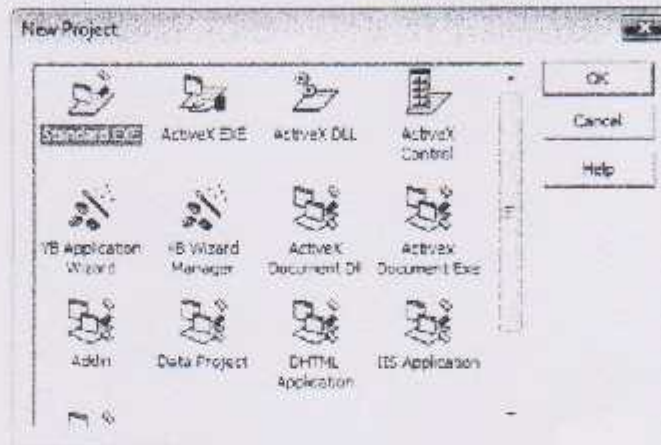 New Project
OK
Cancel
Help
Standard EXE
ActiveX EXE
ActiveX DLL
ActiveX
Control
VB Application
Wizard
VB Wizard
Manager
ActiveX
Document Dll
Activex
Document Exe
Addin
Data Project
DHTML
Application
IIS Application